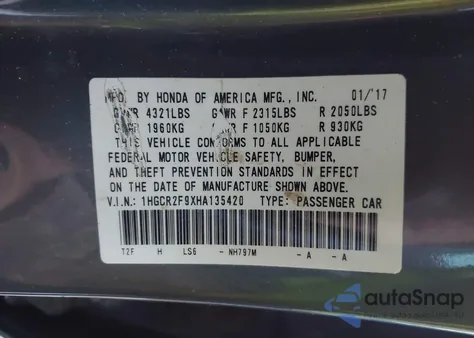 MFD. BY HONDA OF AMERICA MFG., INC. 01/'17
GVWR 4321LBS GAWR F 2315LBS R 2050LBS
GVWR 1960KG GAWR F 1050KG R 930KG
THIS VEHICLE CONFORMS TO ALL APPLICABLE
FEDERAL MOTOR VEHICLE SAFETY, BUMPER,
AND THEFT PREVENTION STANDARDS IN EFFECT
ON THE DATE OF MANUFACTURE SHOWN ABOVE.
V.I.N.: 1HGCR2F9XHA135420 TYPE: PASSENGER CAR
T2F H LS6 - NH797M - A - A
autoSnap